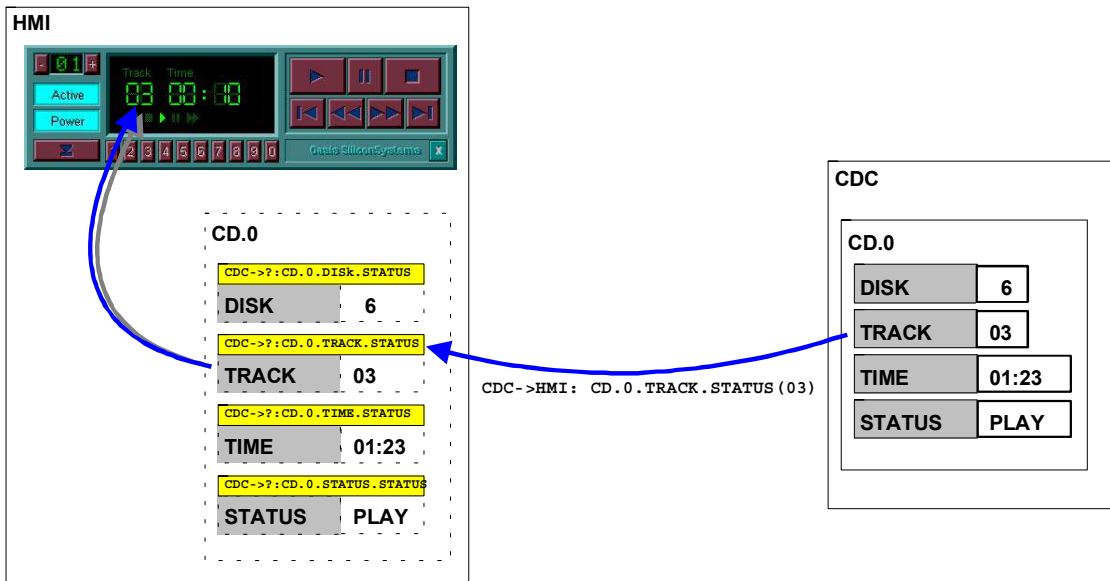 HMI
- 01 +
Track Time
Active
03 00:10
Power
2 3 4 5 6 7 8 9 0
Oasis SiliconSystems X
CD.0
CDC->?:CD.0.DISk.STATUS
DISK 6
CDC->?:CD.0.TRACK.STATUS
TRACK 03
CDC->?:CD.0.TIME.STATUS
TIME 01:23
CDC->?:CD.0.STATUS.STATUS
STATUS PLAY
CDC->HMI: CD.0.TRACK.STATUS(03)
CDC
CD.0
DISK 6
TRACK 03
TIME 01:23
STATUS PLAY